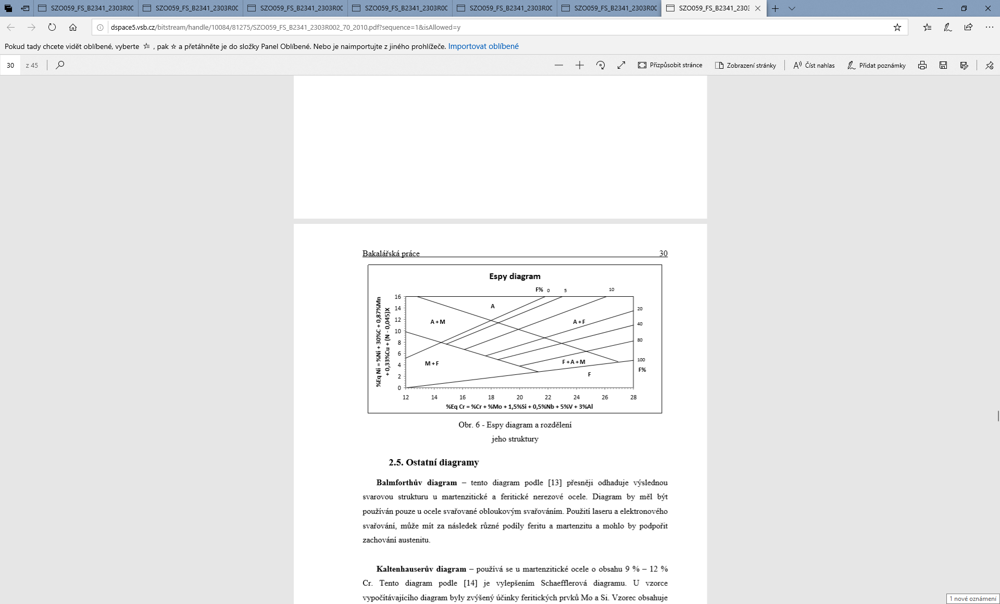 SZO059_FS_B2341_2303R0C
SZO059_FS_B2341_2303R0C
SZO059_FS_B2341_2303R0C
SZO059_FS_B2341_2303R0C
SZO059_FS_B2341_2303R0C
SZO059_FS_B2341_2303R0C
SZO059_FS_B2341_2303
dspace5.vsb.cz/bitstream/handle/10084/81275/SZO059_FS_B2341_2303R002_70_2010.pdf?sequence=1&isAllowed=y
Pokud tady chcete vidět oblíbené, vyberte , pak ☆ a přetáhněte je do složky Panel Oblíbené. Nebo je naimportujte z jiného prohlížeče. Importovat oblíbené
30 z 45 Přizpůsobit stránce Zobrazení stránky Číst nahlas Přidat poznámky
Bakalářská práce 30
Espy diagram
F% 0 5 10
16
14
12
10
8
6
4
2
0
%Eq Ni = %Ni + 30%C + 0,87%Mn
+ 0,33%Cu + (N - 0,045)X
A
A + M
A + F
M + F
F + A + M
F
20
40
80
100
F%
12 14 16 18 20 22 24 26 28
%Eq Cr = %Cr + %Mo + 1,5%Si + 0,5%Nb + 5%V + 3%Al
Obr. 6 - Espy diagram a rozdělení
jeho struktury
2.5. Ostatní diagramy
Balmforthův diagram – tento diagram podle [13] přesněji odhaduje výslednou
svarovou strukturu u martenzitické a feritické nerezové ocele. Diagram by měl být
používán pouze u ocele svařované obloukovým svařováním. Použití laseru a elektronového
svařování, může mít za následek různé podíly feritu a martenzitu a mohlo by podpořit
zachování austenitu.
Kaltenhauserův diagram – používá se u martenzitické ocele o obsahu 9 % – 12 %
Cr. Tento diagram podle [14] je vylepšením Schaefflerová diagramu. U vzorce
vypočítávajícího diagram byly zvýšený účinky feritických prvků Mo a Si. Vzorec obsahuje
1 nové oznámení